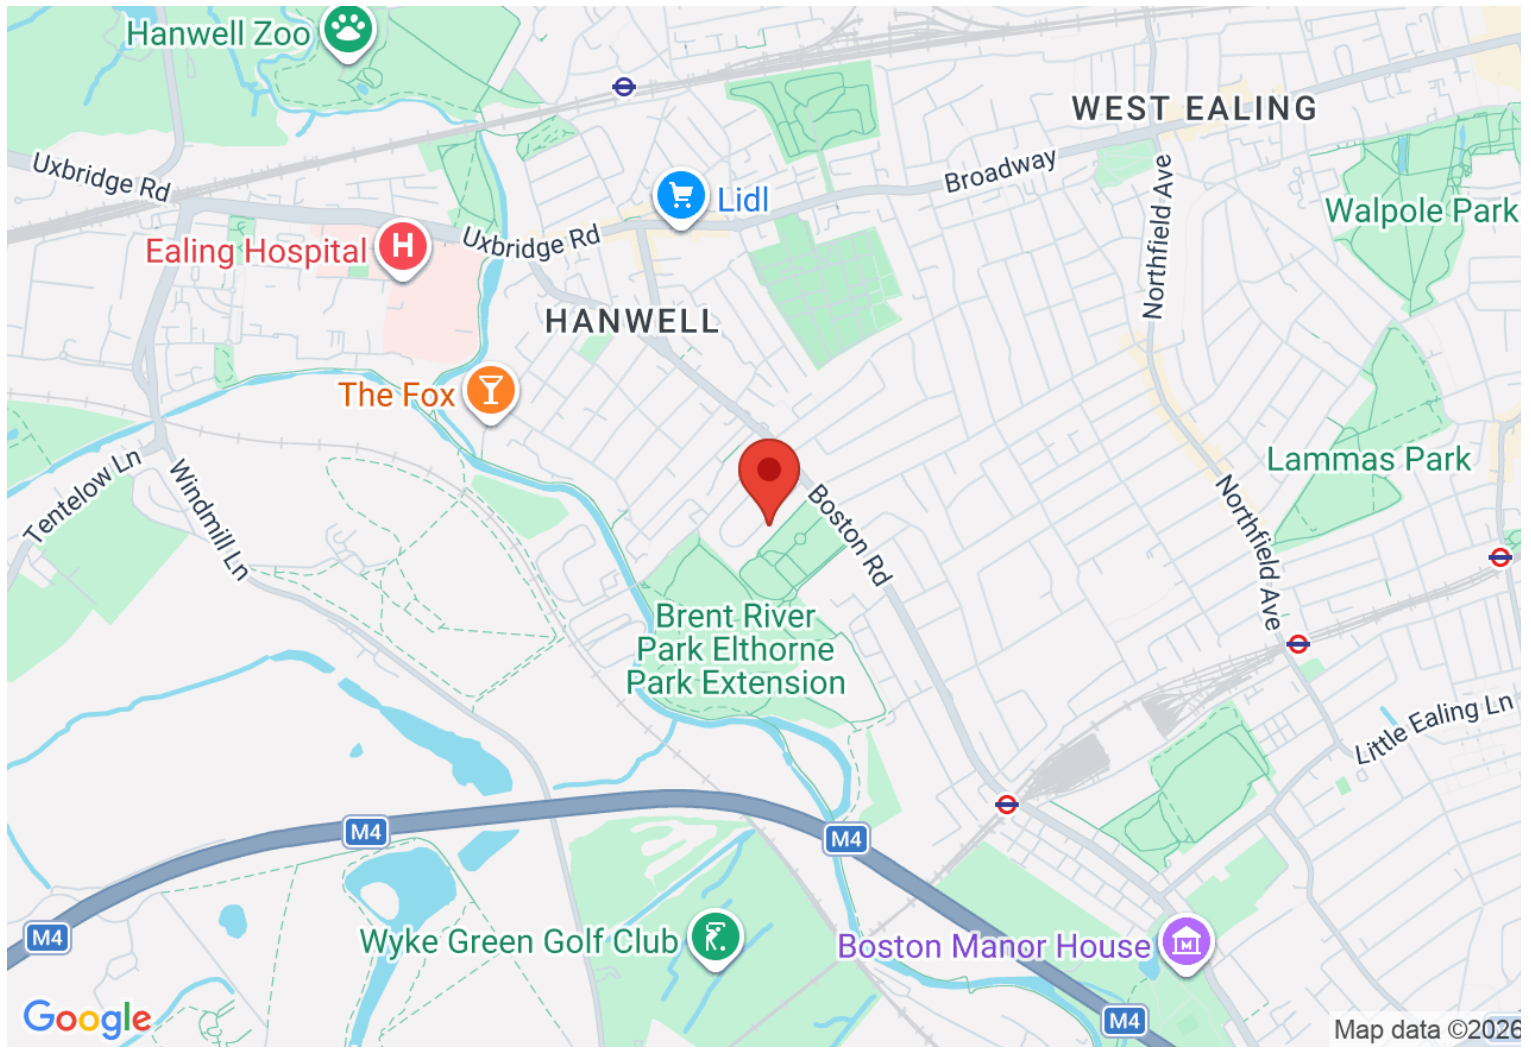 Hanwell Zoo
WEST EALING
Uxbridge Rd
Broadway
Lidl
Northfield Ave
Walpole Park
Ealing Hospital
H
Uxbridge Rd
HANWELL
The Fox
Lammas Park
Tentelow Ln
Windmill Ln
Boston Rd
Northfield Ave
Brent River
Park Elthorne
Park Extension
Little Ealing Ln
M4
M4
M4
Wyke Green Golf Club
Boston Manor House
M
M4
Google
Map data ©2026